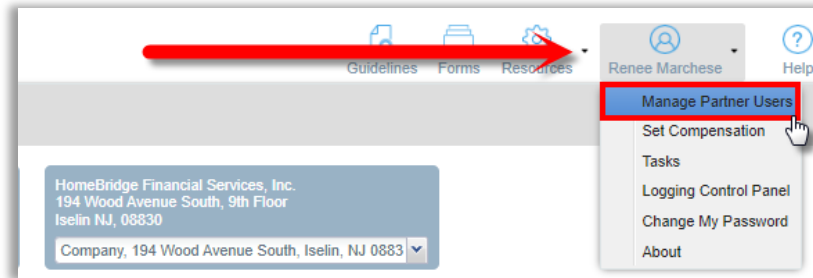 Guidelines Forms Resources Renee Marchese Help
Manage Partner Users
Set Compensation
Tasks
Logging Control Panel
Change My Password
About
HomeBridge Financial Services, Inc.
194 Wood Avenue South, 9th Floor
Iselin NJ, 08830
Company, 194 Wood Avenue South, Iselin, NJ 0883